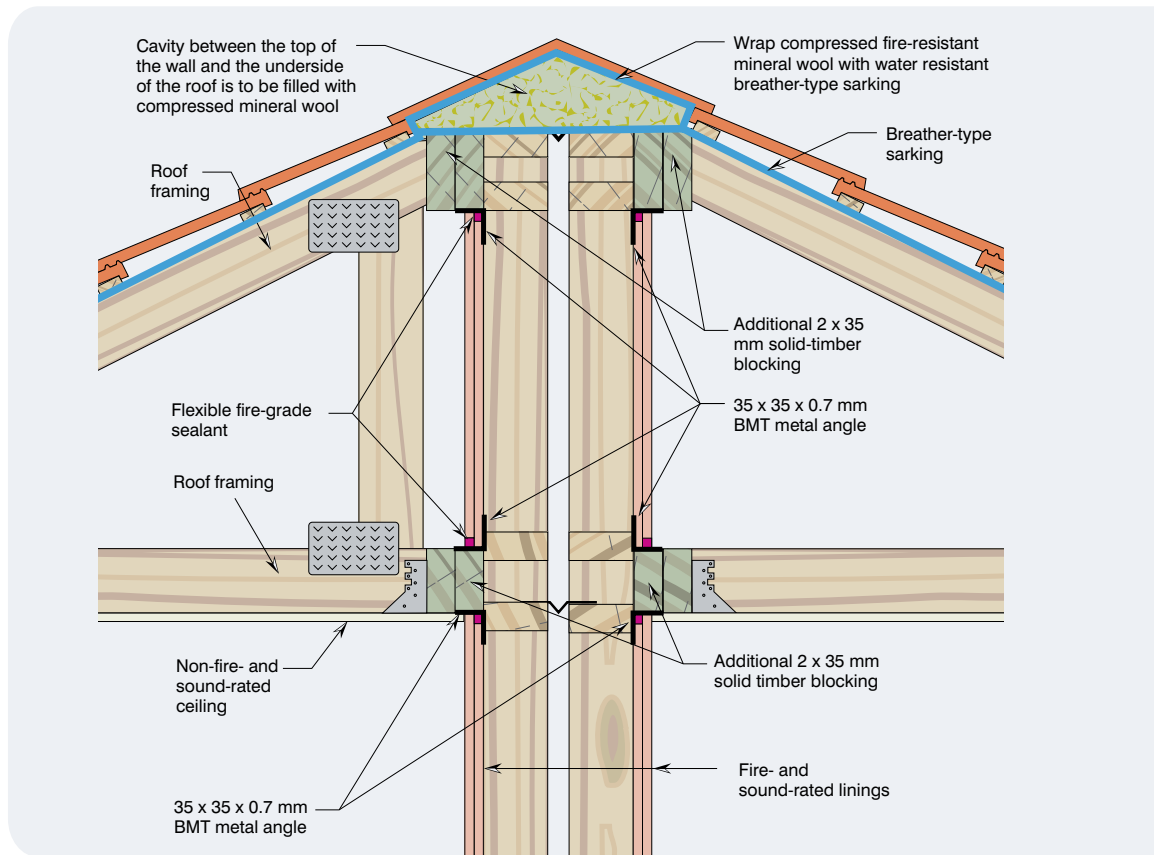 Cavity between the top of
the wall and the underside
of the roof is to be filled with
compressed mineral wool
Wrap compressed fire-resistant
mineral wool with water resistant
breather-type sarking
Breather-type
sarking
Roof
framing
Additional 2 x 35
mm solid-timber
blocking
Flexible fire-grade
sealant
35 x 35 x 0.7 mm
BMT metal angle
Roof framing
Non-fire- and
sound-rated
ceiling
Additional 2 x 35 mm
solid timber blocking
Fire- and
sound-rated linings
35 x 35 x 0.7 mm
BMT metal angle